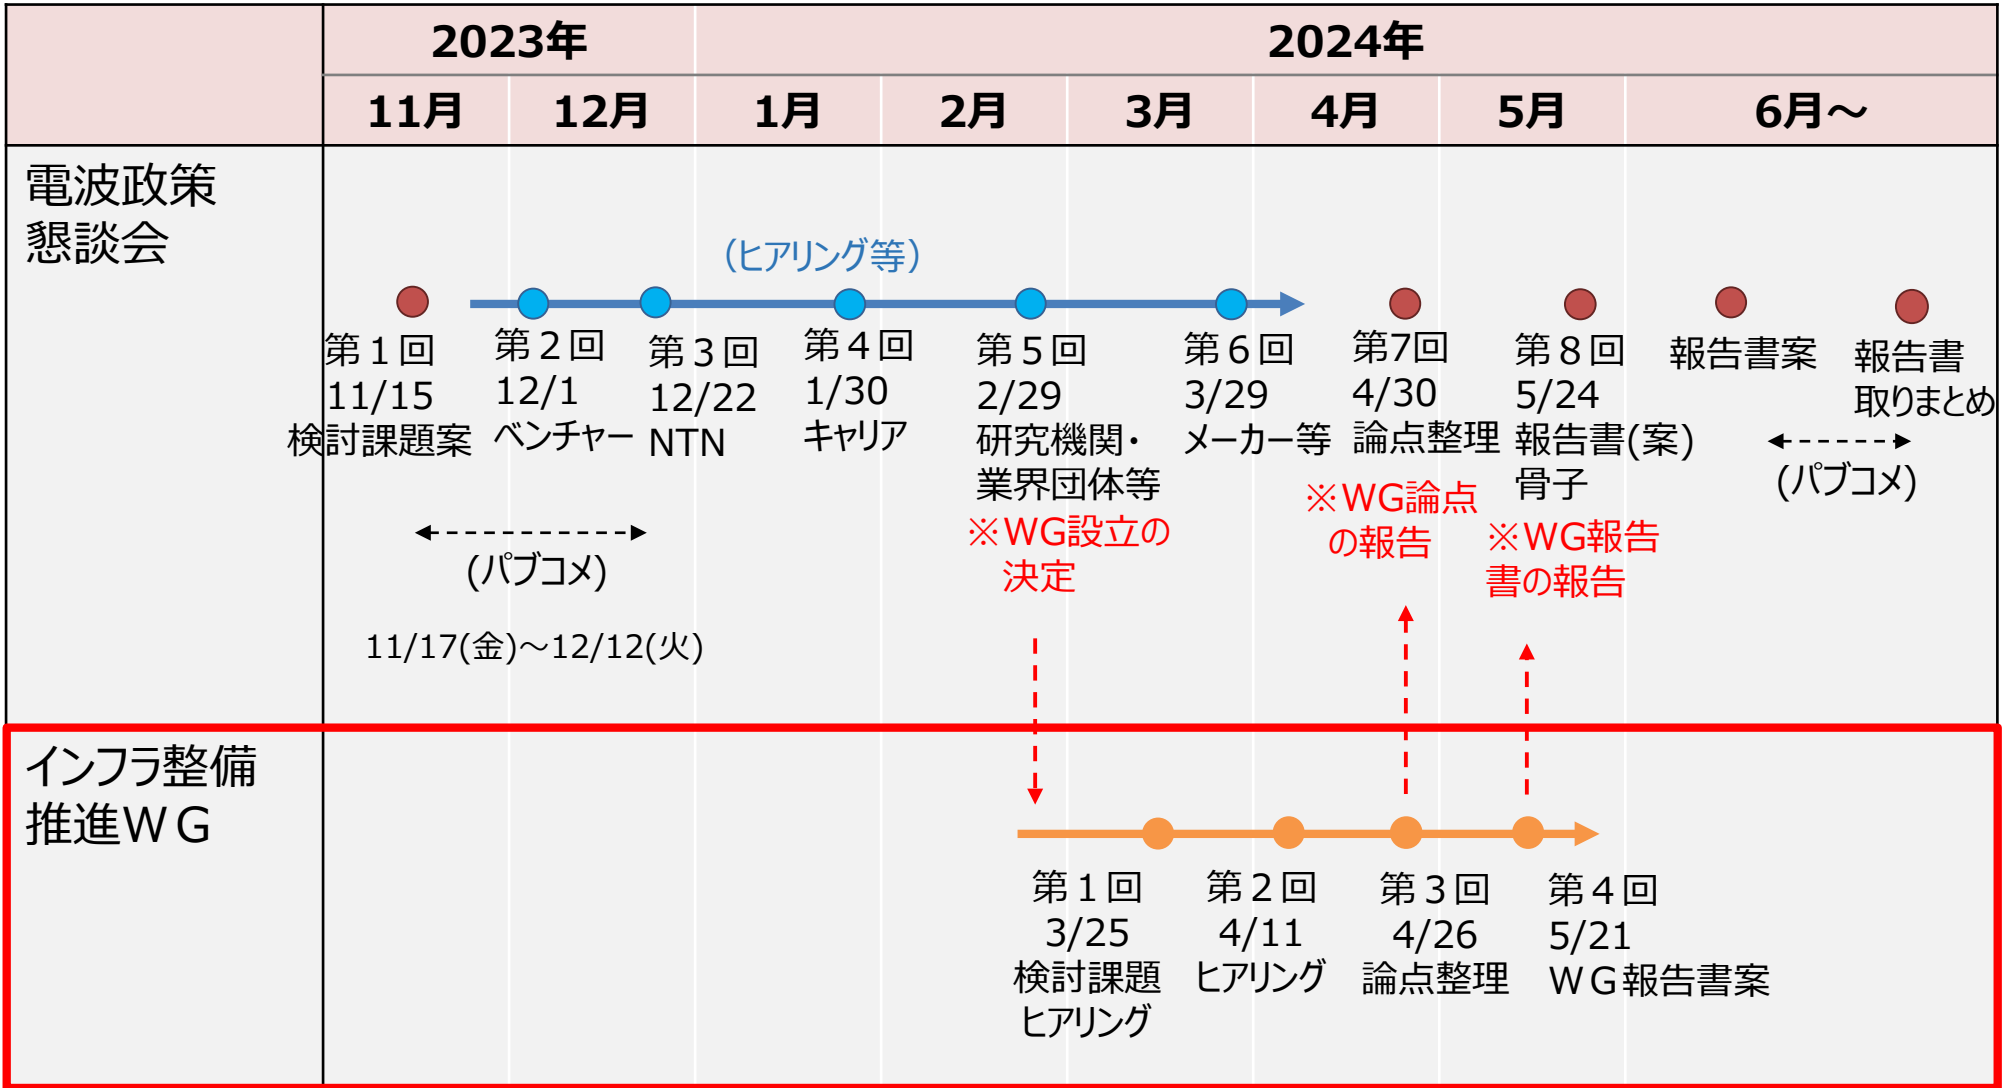 2023年
2024年
11月
12月
1月
2月
3月
4月
5月
6月～
電波政策
懇談会
（ヒアリング等）
第１回
11/15
検討課題案
第２回
12/1
ベンチャー
第３回
12/22
NTN
第４回
1/30
キャリア
第５回
2/29
研究機関・
業界団体等
※WG設立の
決定
第６回
3/29
メーカー等
第7回
4/30
論点整理
※WG論点
の報告
第８回
5/24
報告書(案)
骨子
※WG報告
書の報告
報告書案
報告書
取りまとめ
(パブコメ)
(パブコメ)
11/17(金)～12/12(火)
インフラ整備
推進ＷＧ
第１回
3/25
検討課題
ヒアリング
第２回
4/11
ヒアリング
第３回
4/26
論点整理
第４回
5/21
ＷＧ報告書案